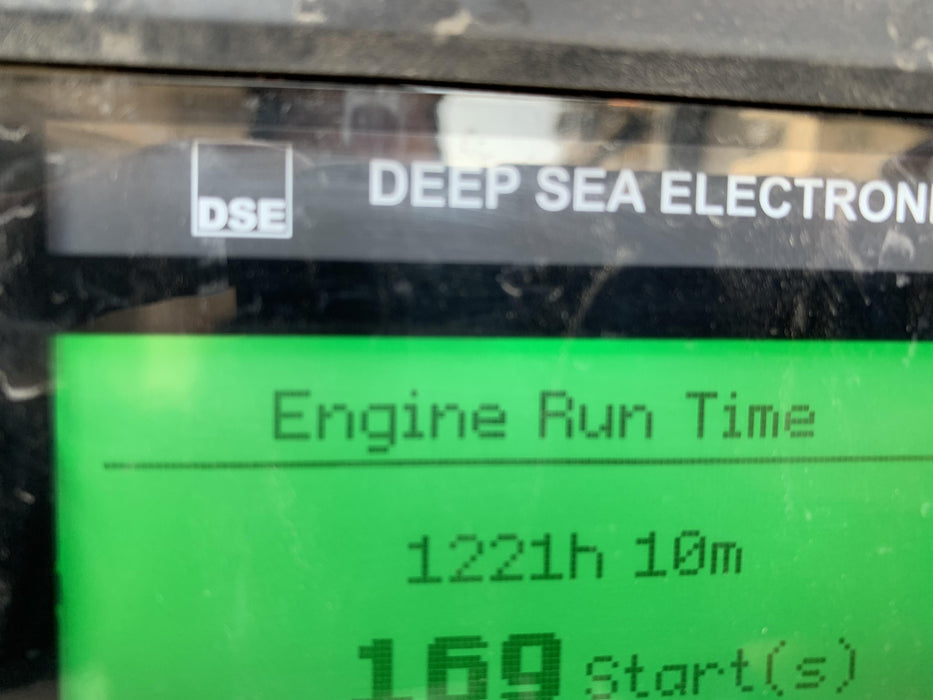 DSE
DEEP SEA ELECTRONI
Engine Run Time
1221h 10m
169 Start(s)